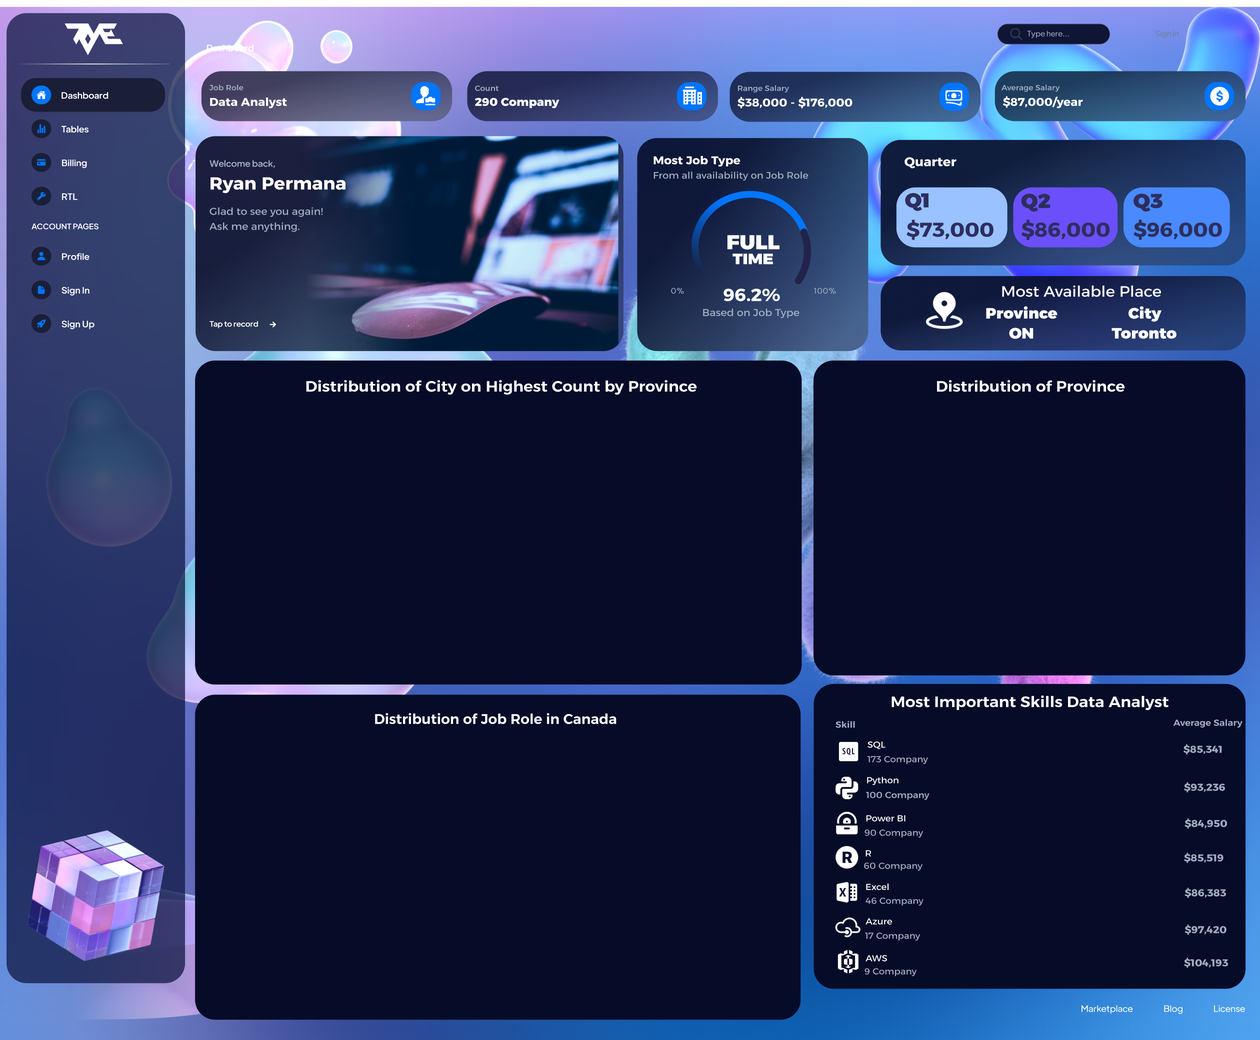 Dashboard
Type here...
Sign in
Dashboard
Tables
Billing
RTL
ACCOUNT PAGES
Profile
Sign In
Sign Up
Job Role
Data Analyst
Count
290 Company
Range Salary
$38,000 - $176,000
Average Salary
$87,000/year
Welcome back,
Ryan Permana
Glad to see you again!
Ask me anything.
Tap to record
Most Job Type
From all availability on Job Role
FULL
TIME
0%
96.2%
100%
Based on Job Type
Quarter
Q1
$73,000
Q2
$86,000
Q3
$96,000
Most Available Place
Province
ON
City
Toronto
Distribution of City on Highest Count by Province
Distribution of Province
Distribution of Job Role in Canada
Most Important Skills Data Analyst
Skill
Average Salary
SQL
SQL
173 Company
$85,341
Python
100 Company
$93,236
Power BI
90 Company
$84,950
R
R
60 Company
$85,519
X
Excel
46 Company
$86,383
Azure
17 Company
$97,420
AWS
9 Company
$104,193
Marketplace
Blog
License